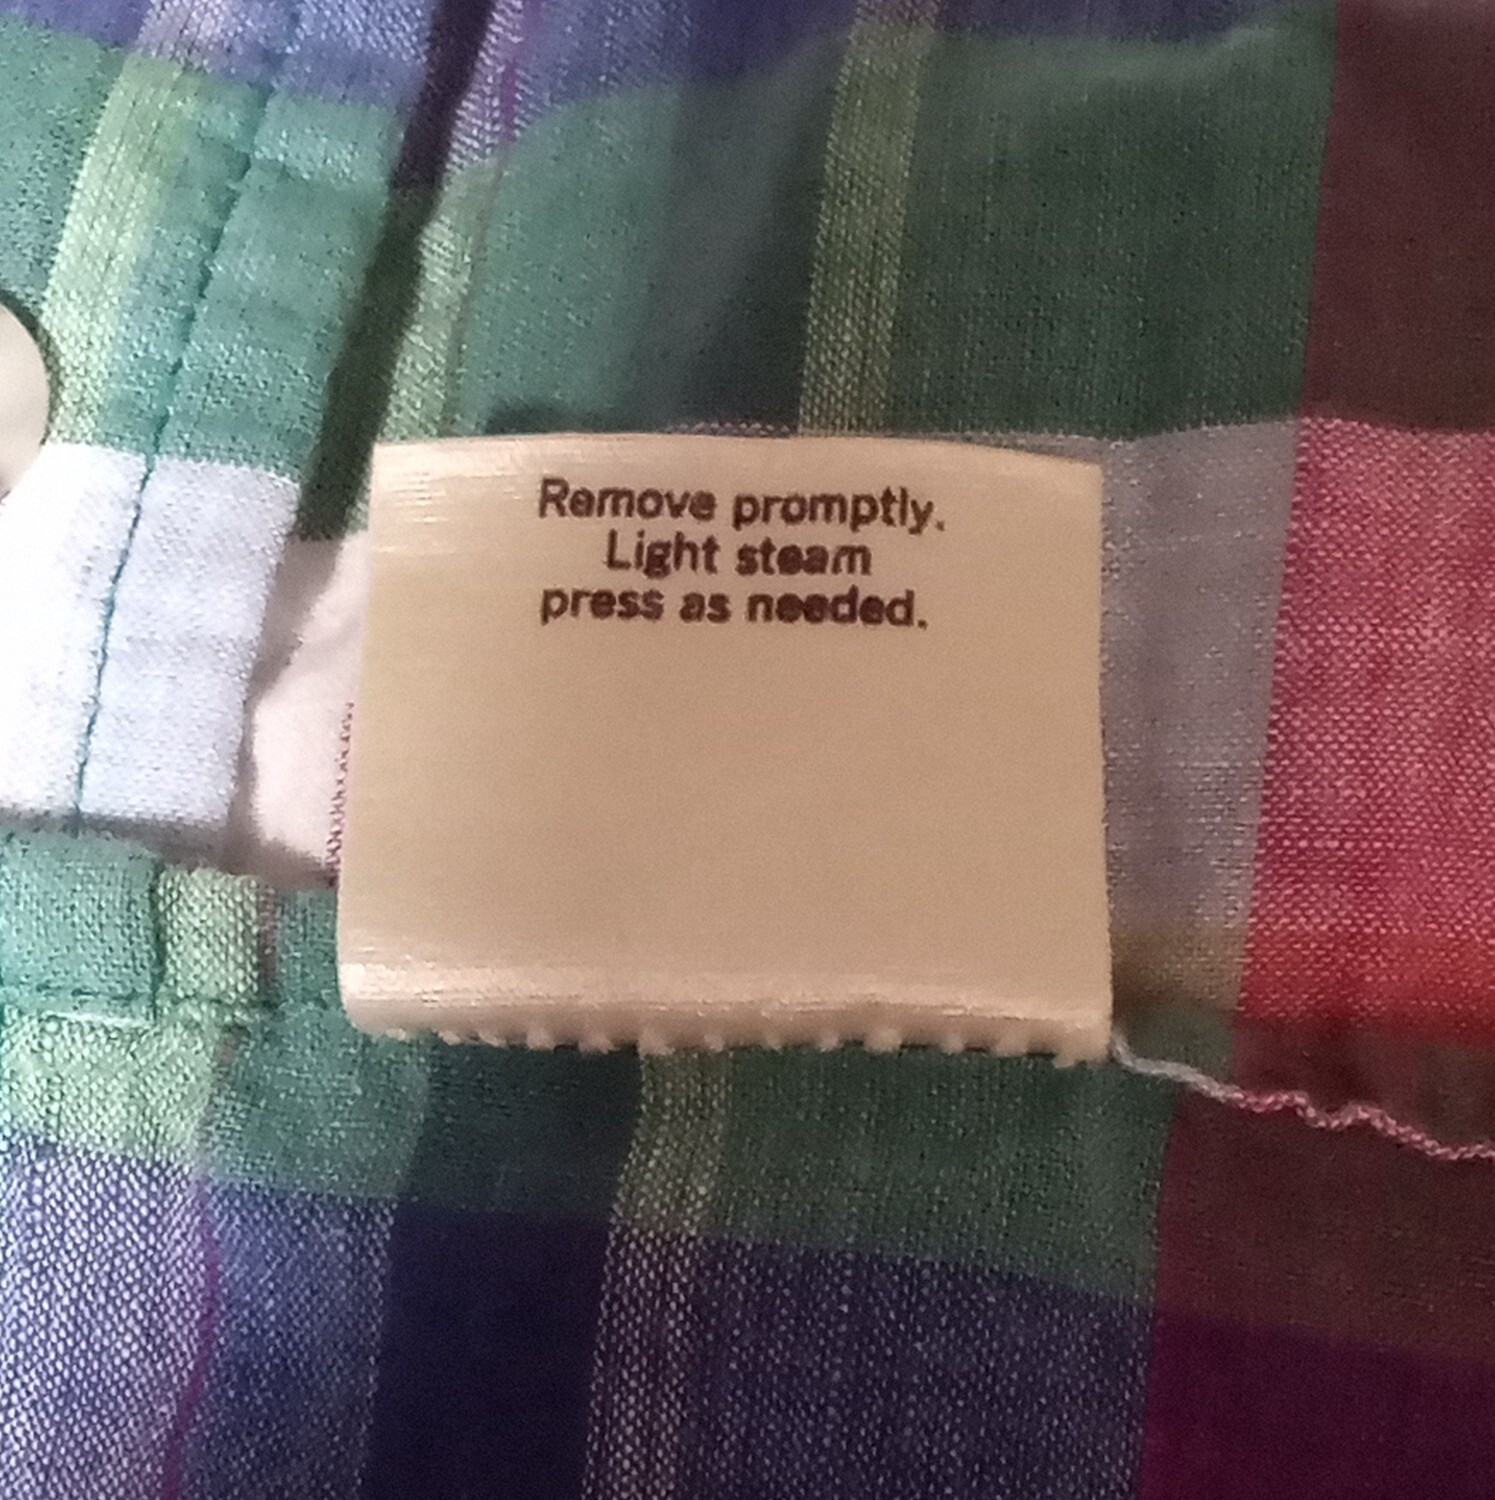 Remove promptly.
Light steam
press as needed.